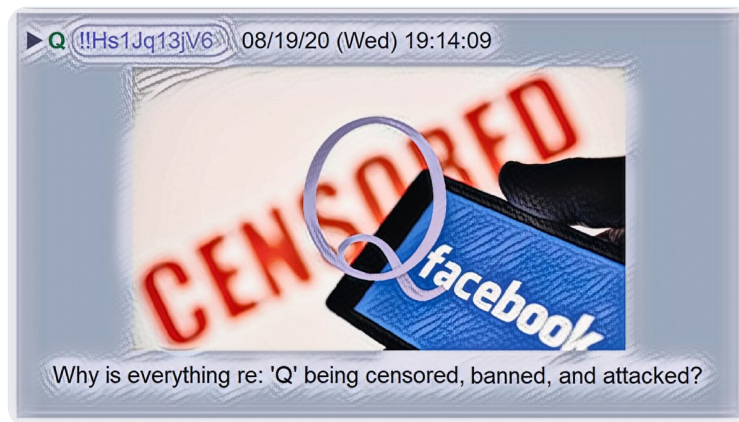 ▶ Q !!Hs1Jq13jV6 08/19/20 (Wed) 19:14:09
CENSORED
Q
facebook
Why is everything re: 'Q' being censored, banned, and attacked?